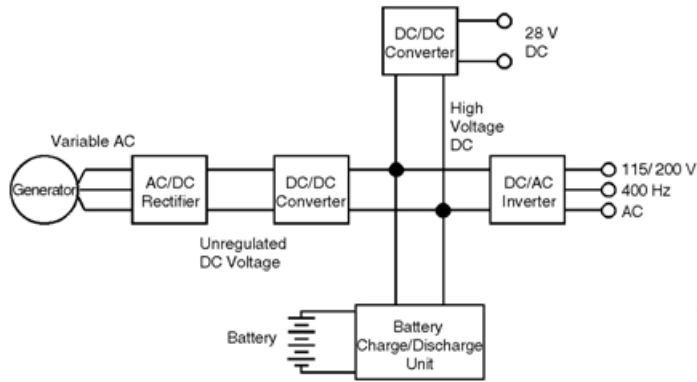 DC/DC
Converter
28 V
DC
High
Voltage
DC
Variable AC
Generator
AC/DC
Rectifier
DC/DC
Converter
DC/AC
Inverter
115/200 V
400 Hz
AC
Unregulated
DC Voltage
Battery
Battery
Charge/Discharge
Unit